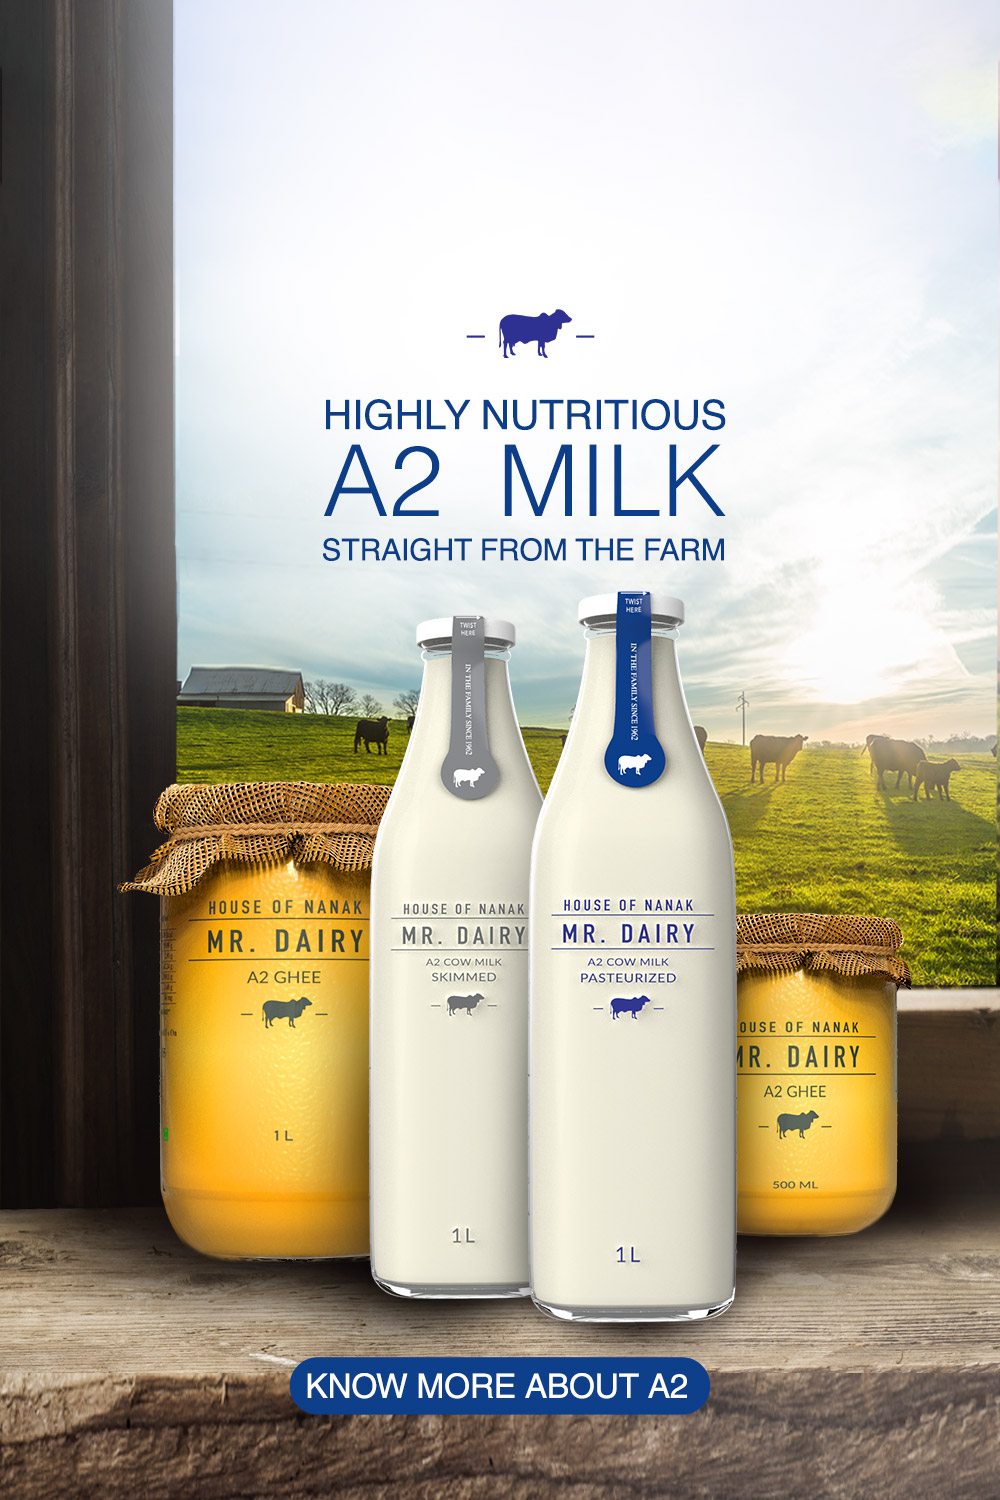 HIGHLY NUTRITIOUS
A2 MILK
STRAIGHT FROM THE FARM
TWIST
HERE
IN THE FAMILY SINCE 1962
TWIST
HERE
IN THE FAMILY SINCE 1962
HOUSE OF NANAK
MR. DAIRY
A2 GHEE
1 L
HOUSE OF NANAK
MR. DAIRY
A2 COW MILK
SKIMMED
1 L
HOUSE OF NANAK
MR. DAIRY
A2 COW MILK
PASTEURIZED
1 L
OUSE OF NANAK
MR. DAIRY
A2 GHEE
500 ML
KNOW MORE ABOUT A2